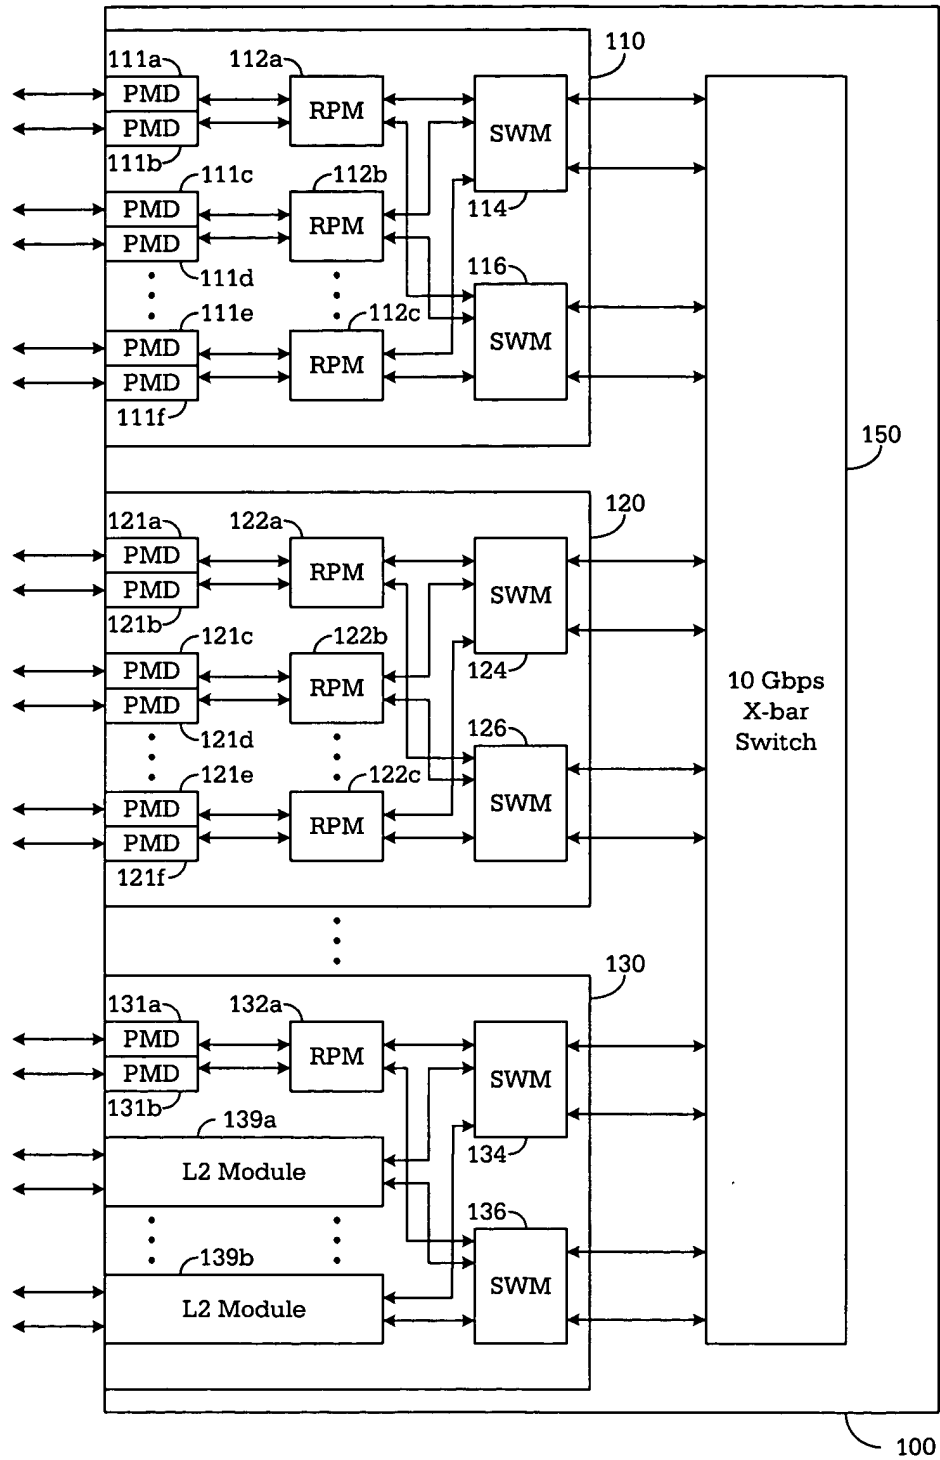 110
111a
112a
PMD
RPM
SWM
PMD
111b
111c
112b
114
PMD
RPM
PMD
111d
116
111e
112c
PMD
RPM
SWM
PMD
111f
150
120
121a
122a
PMD
RPM
SWM
PMD
121b
121c
122b
124
PMD
RPM
PMD
10 Gbps
X-bar
Switch
121d
126
121e
122c
PMD
RPM
SWM
PMD
121f
130
131a
132a
PMD
RPM
SWM
PMD
131b
139a
134
L2 Module
136
139b
SWM
L2 Module
100